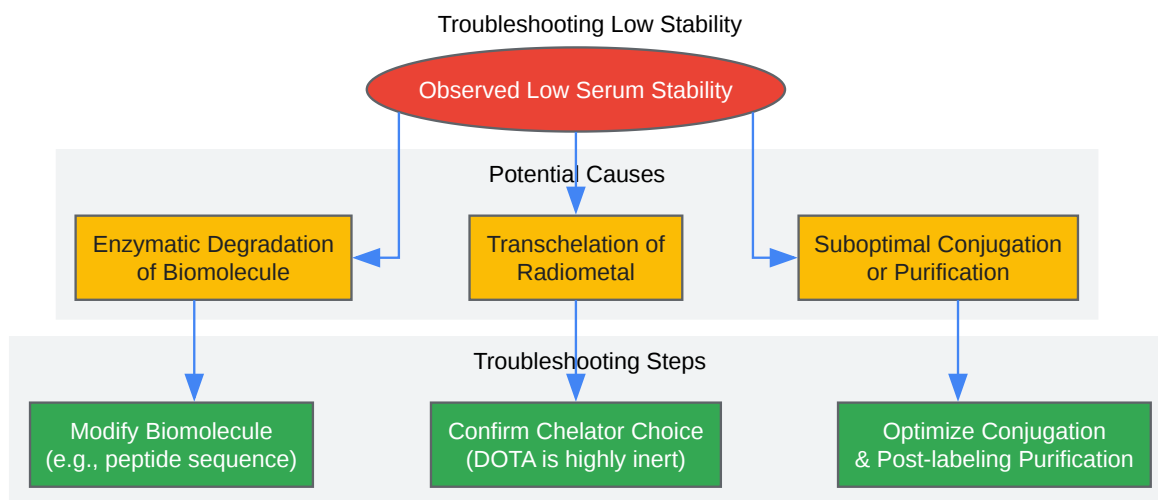 Troubleshooting Low Stability
Observed Low Serum Stability
Potential Causes
Enzymatic Degradation
of Biomolecule
Transchelation of
Radiometal
Suboptimal Conjugation
or Purification
Troubleshooting Steps
Modify Biomolecule
(e.g., peptide sequence)
Confirm Chelator Choice
(DOTA is highly inert)
Optimize Conjugation
& Post-labeling Purification